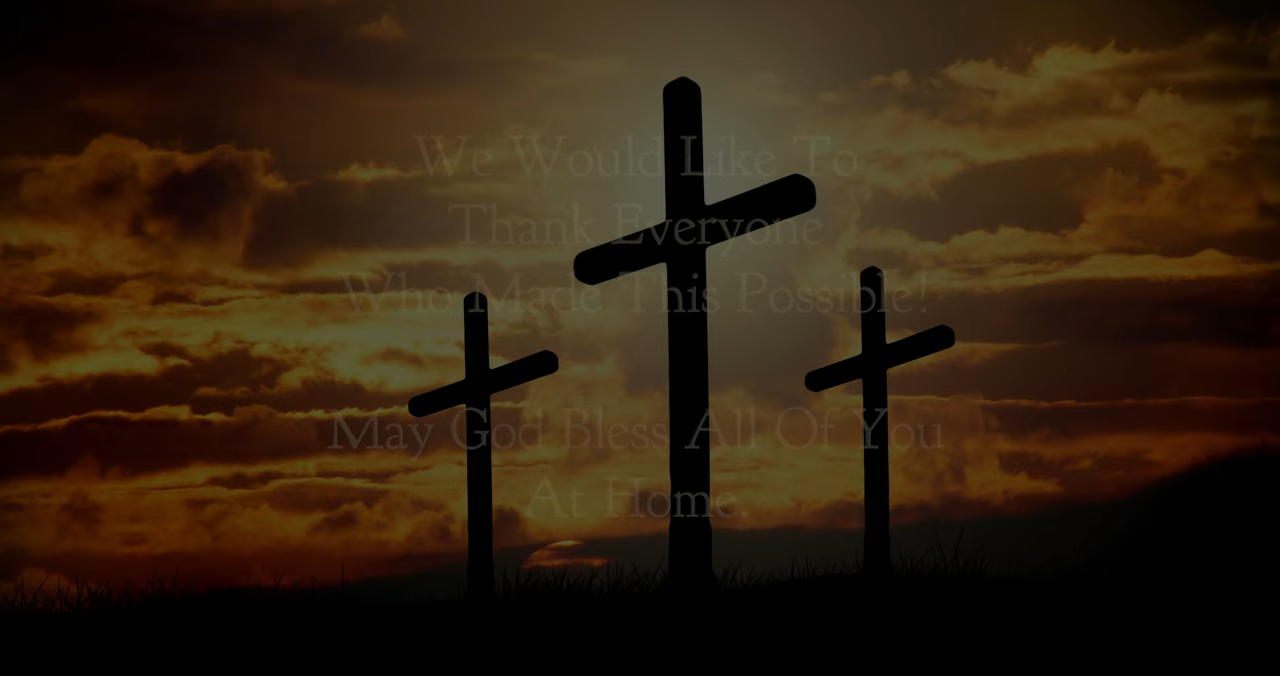 We Would Like To
Thank Everyone
Who Made This Possible!
May God Bless All Of You
At Home.